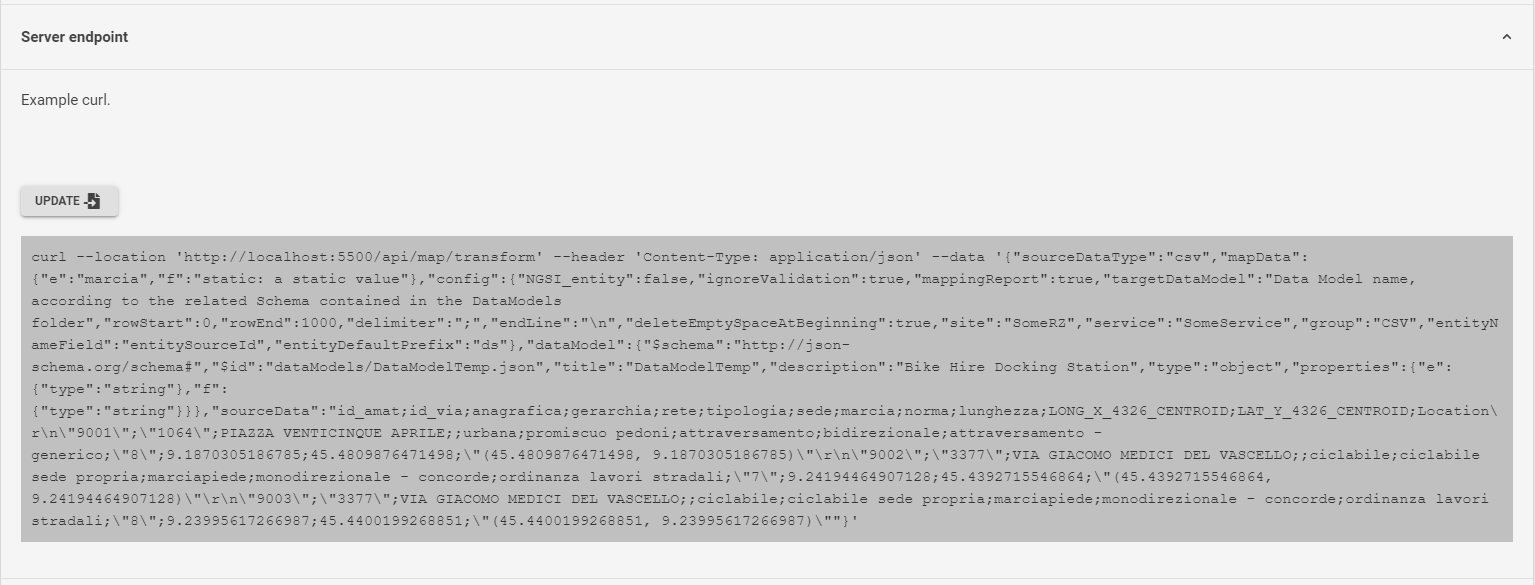 Server endpoint
Example curl.
UPDATE
curl --location 'http://localhost:5500/api/map/transform' --header 'Content-Type: application/json' --data '{"sourceDataType":"csv","mapData":
{"e":"marcia","f":"static: a static value"},"config":{"NGSI_entity":false,"ignoreValidation":true,"mappingReport":true,"targetDataModel":"Data Model name,
according to the related Schema contained in the DataModels
folder","rowStart":0,"rowEnd":1000,"delimiter":";","endLine":"\n","deleteEmptySpaceAtBeginning":true,"site":"SomeRZ","service":"SomeService","group":"CSV","entityN
ameField":"entitySourceId","entityDefaultPrefix":"ds"},"dataModel":{"$schema":"http://json-
schema.org/schema#","$id":"dataModels/DataModelTemp.json","title":"DataModelTemp","description":"Bike Hire Docking Station","type":"object","properties":{"e":
{"type":"string"},"f":
{"type":"string"}}},"sourceData":"id_amat;id_via;anagrafica;gerarchia;rete;tipologia;sede;marcia;norma;lunghezza;LONG_X_4326_CENTROID;LAT_Y_4326_CENTROID;Location\
r\n\"9001\";\"1064\";PIAZZA VENTICINQUE APRILE;;urbana;promiscuo pedoni;attraversamento;bidirezionale;attraversamento -
generico;\"8\";9.1870305186785;45.4809876471498;\"(45.4809876471498, 9.1870305186785)\"\r\n\"9002\";\"3377\";VIA GIACOMO MEDICI DEL VASCELLO;;ciclabile;ciclabile
sede propria;marciapiede;monodirezionale - concorde;ordinanza lavori stradali;\"7\";9.24194464907128;45.4392715546864;\"(45.4392715546864,
9.24194464907128)\"\r\n\"9003\";\"3377\";VIA GIACOMO MEDICI DEL VASCELLO;;ciclabile;ciclabile sede propria;marciapiede;monodirezionale - concorde;ordinanza lavori
stradali;\"8\";9.23995617266987;45.4400199268851;\"(45.4400199268851, 9.23995617266987)\""}'